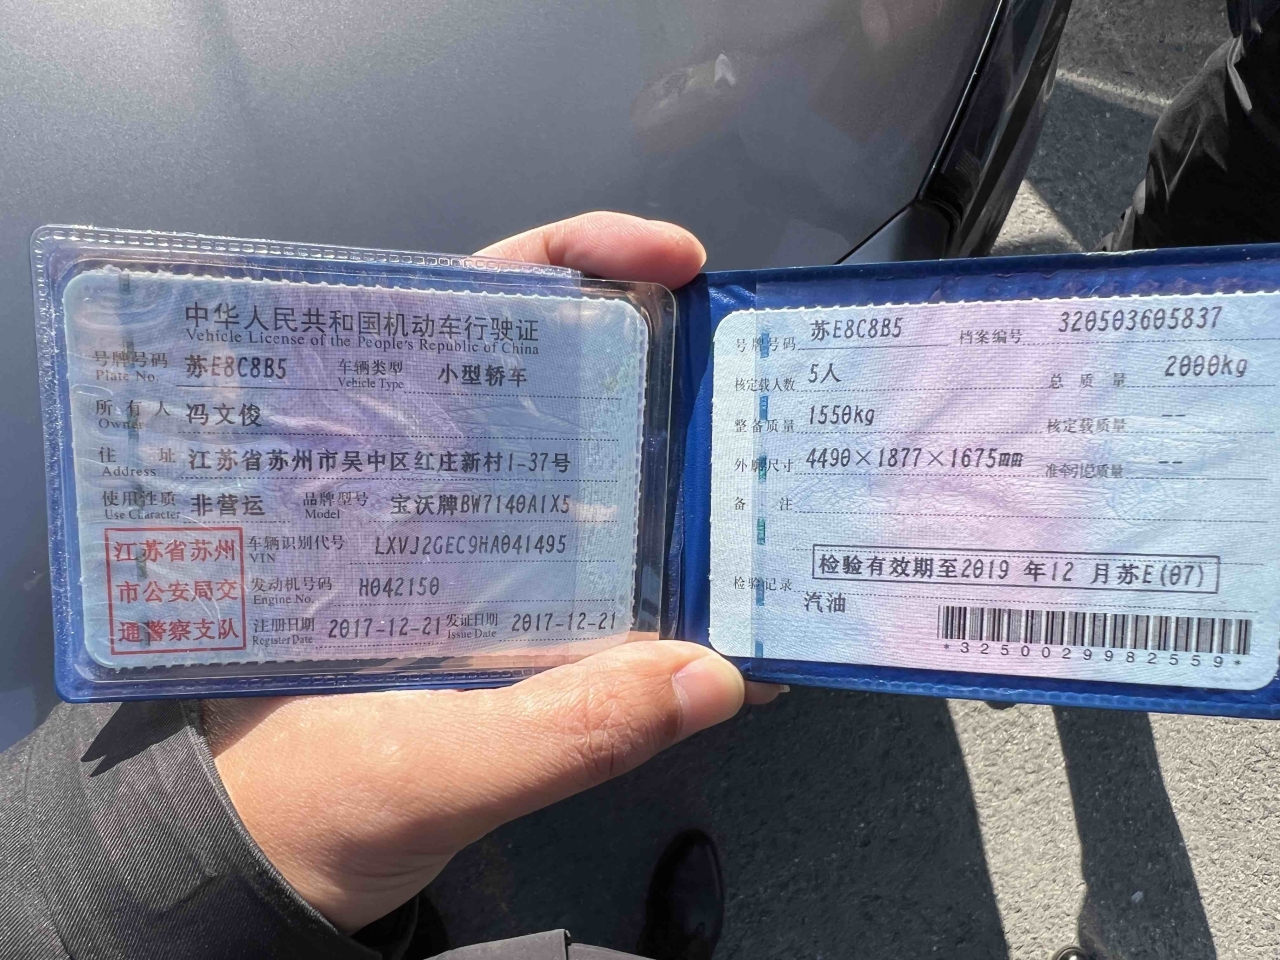 中华人民共和国机动车行驶证
Vehicle License of the People's Republic of China
号牌号码 苏E8C8B5 车辆类型 小型轿车
Plate No. Vehicle Type
所有人 冯文俊
Owner
住址 江苏省苏州市吴中区红庄新村1-37号
Address
使用性质 非营运 品牌型号 宝沃牌BW7140A1X5
Use Character Model
江苏省苏州
市公安局交
通警察支队
车辆识别代号 LXVJ2GEC9HA041495
VIN
发动机号码 H042150
Engine No.
注册日期 2017-12-21 发证日期 2017-12-21
Register Date Issue Date
号牌号码 苏E8C8B5 档案编号 320503605837
核定载人数 5人 总质量 2000kg
整备质量 1550kg 核定载质量 --
外廓尺寸 4490×1877×1675mm 准牵引总质量 --
备注
检验记录 检验有效期至2019 年12 月苏E(07)
汽油
*3250029982559*